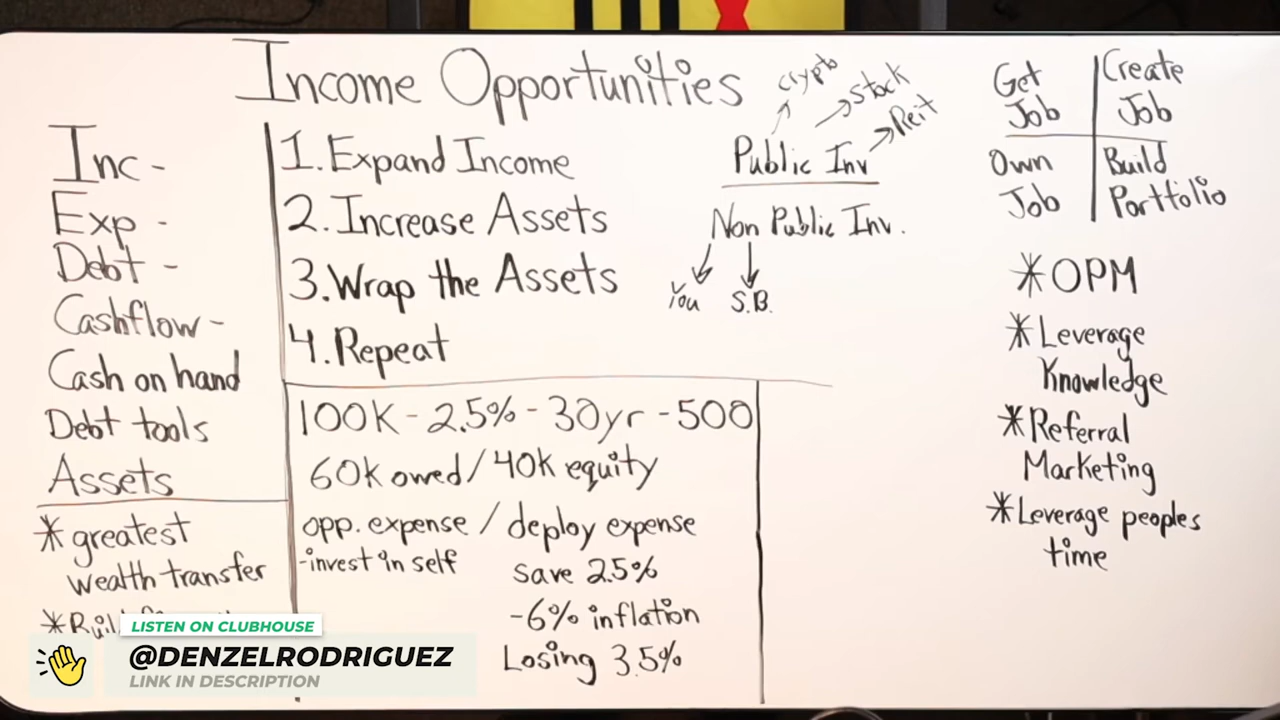 Income Opportunities
Inc -
Exp -
Debt -
Cashflow -
Cash on hand
Debt tools
Assets
* greatest
wealth transfer
1. Expand Income
2. Increase Assets
3. Wrap the Assets
4. Repeat
crypto
Stock
Reit
Public Inv
Non Public Inv.
You S.B.
100K - 2.5% - 30yr - 500
60K owed / 40K equity
opp. expense / deploy expense
-invest in self
save 2.5%
-6% inflation
Losing 3.5%
Get Job
Create Job
Own Job
Build Portfolio
* OPM
* Leverage
Knowledge
* Referral
Marketing
* Leverage peoples
time
LISTEN ON CLUBHOUSE
@DENZELRODRIGUEZ
LINK IN DESCRIPTION